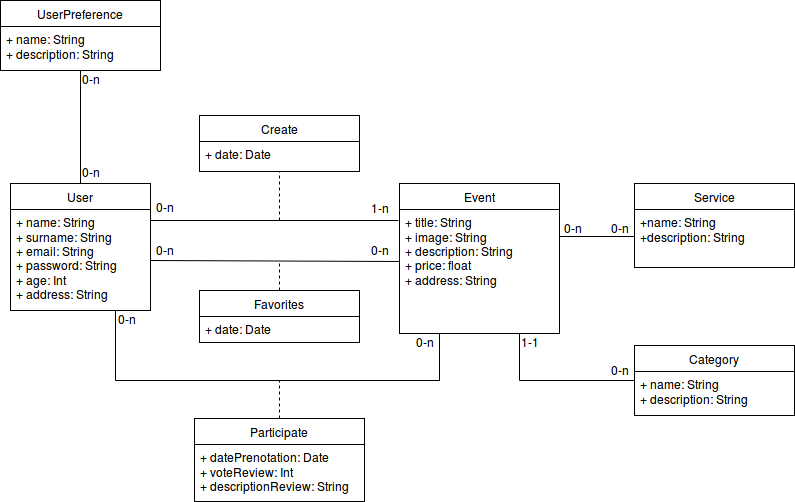 UserPreference
+ name: String
+ description: String
0-n
0-n
Create
+ date: Date
User
+ name: String
+ surname: String
+ email: String
+ password: String
+ age: Int
+ address: String
0-n
1-n
0-n
0-n
Event
+ title: String
+ image: String
+ description: String
+ price: float
+ address: String
0-n
0-n
Service
+name: String
+description: String
Favorites
+ date: Date
0-n
0-n
1-1
0-n
Category
+ name: String
+ description: String
Participate
+ datePrenotation: Date
+ voteReview: Int
+ descriptionReview: String